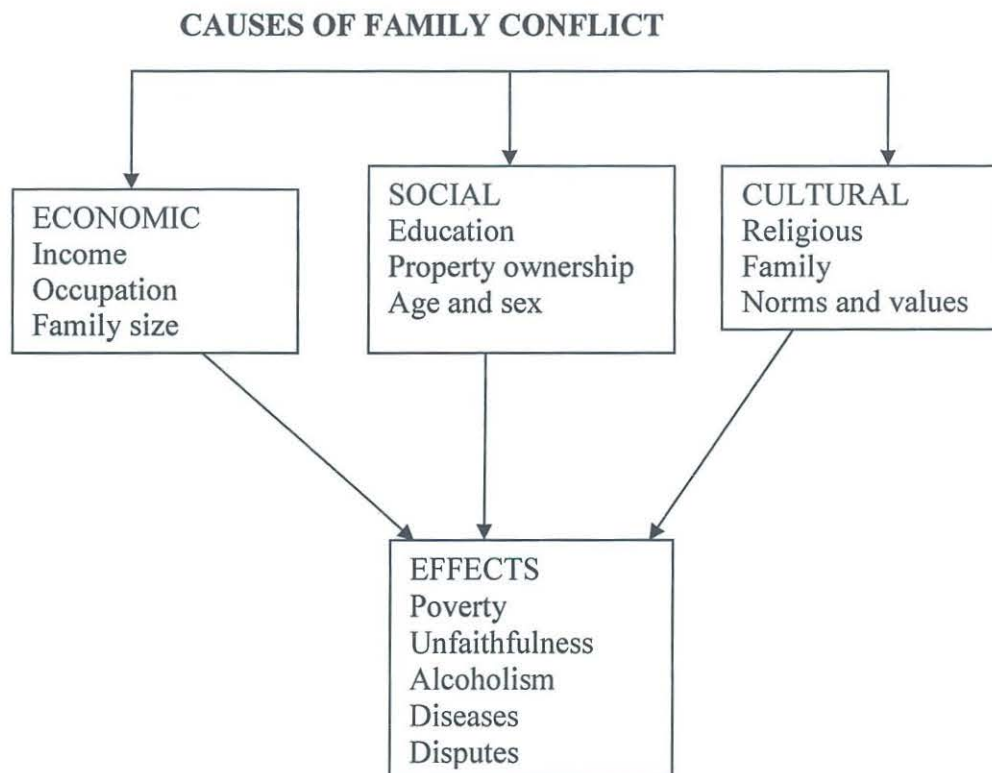 CAUSES OF FAMILY CONFLICT
ECONOMIC
Income
Occupation
Family size
SOCIAL
Education
Property ownership
Age and sex
CULTURAL
Religious
Family
Norms and values
EFFECTS
Poverty
Unfaithfulness
Alcoholism
Diseases
Disputes